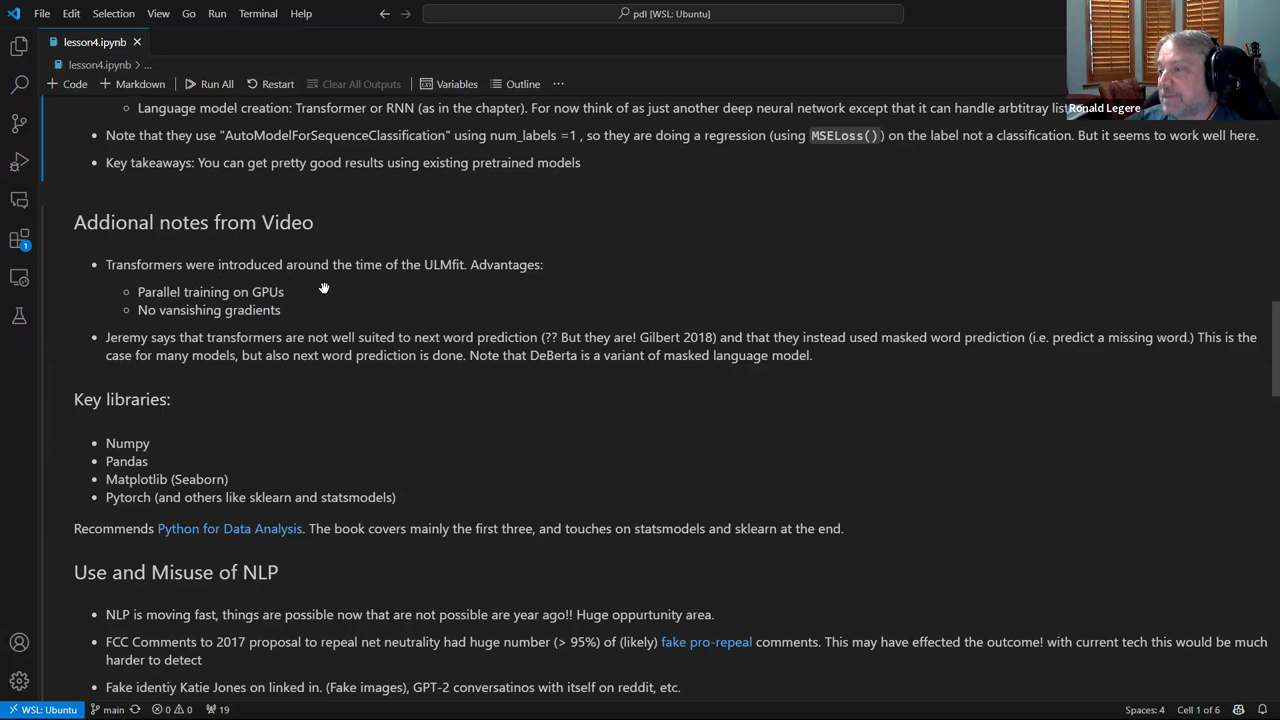 File Edit Selection View Go Run Terminal Help
pdl [WSL: Ubuntu]
lesson4.ipynb
lesson4.ipynb > ...
+ Code + Markdown Run All Restart Clear All Outputs Variables Outline ...
Language model creation: Transformer or RNN (as in the chapter). For now think of as just another deep neural network except that it can handle arbtitray
Ronald Legere
Note that they use "AutoModelForSequenceClassification" using num_labels =1 , so they are doing a regression (using MSELoss() ) on the label not a classification. But it seems to work well here.
Key takeaways: You can get pretty good results using existing pretrained models
Addional notes from Video
Transformers were introduced around the time of the ULMfit. Advantages:
Parallel training on GPUs
No vansishing gradients
Jeremy says that transformers are not well suited to next word prediction (?? But they are! Gilbert 2018) and that they instead used masked word prediction (i.e. predict a missing word.) This is the
case for many models, but also next word prediction is done. Note that DeBerta is a variant of masked language model.
Key libraries:
Numpy
Pandas
Matplotlib (Seaborn)
Pytorch (and others like sklearn and statsmodels)
Recommends Python for Data Analysis. The book covers mainly the first three, and touches on statsmodels and sklearn at the end.
Use and Misuse of NLP
NLP is moving fast, things are possible now that are not possible are year ago!! Huge oppurtunity area.
FCC Comments to 2017 proposal to repeal net neutrality had huge number (> 95%) of (likely) fake pro-repeal comments. This may have effected the outcome! with current tech this would be much
harder to detect
Fake identiy Katie Jones on linked in. (Fake images), GPT-2 conversatinos with itself on reddit, etc.
1
WSL: Ubuntu main 0 0 19 Spaces: 4 Cell 1 of 6